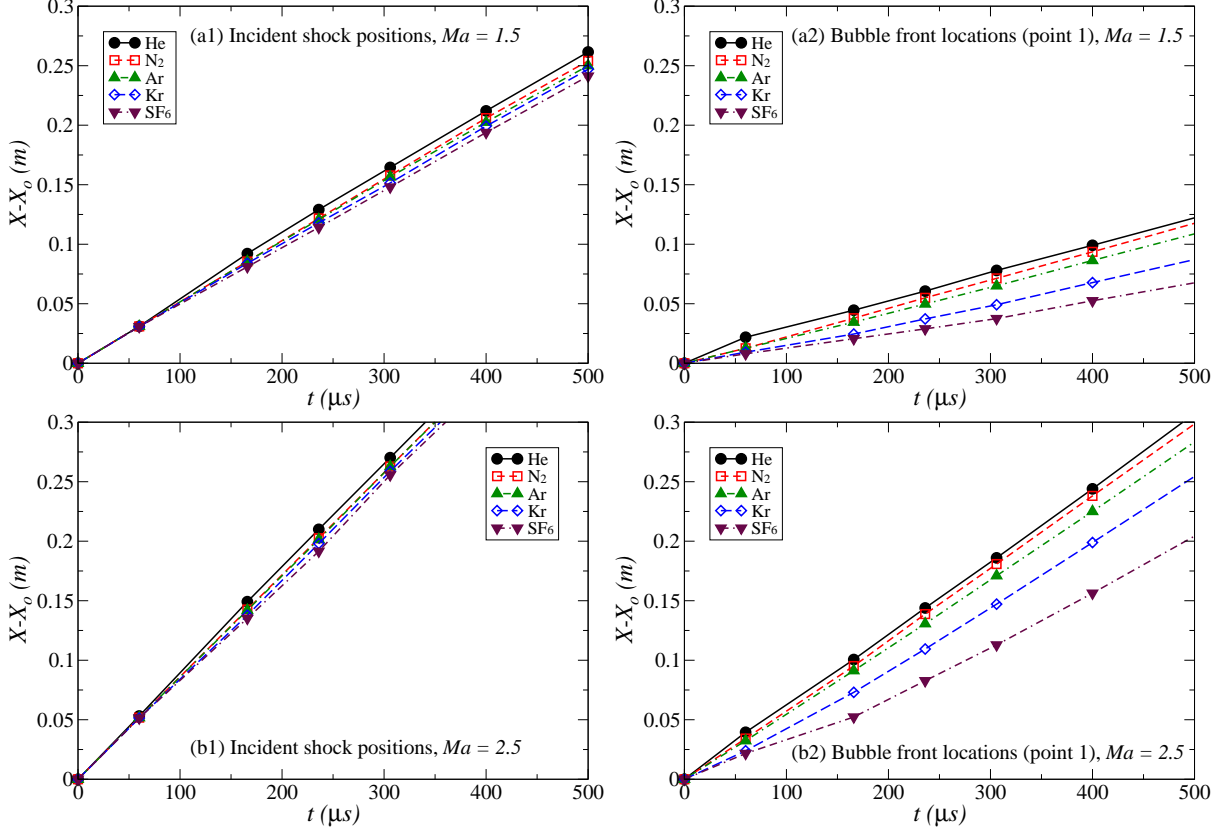 (a1) Incident shock positions, Ma = 1.5
He
N2
Ar
Kr
SF6
0.3
0.25
0.2
0.15
0.1
0.05
0
X-Xo (m)
0 100 200 300 400 500
t (μs)
(a2) Bubble front locations (point 1), Ma = 1.5
He
N2
Ar
Kr
SF6
0.3
0.25
0.2
0.15
0.1
0.05
0
X-Xo (m)
0 100 200 300 400 500
t (μs)
He
N2
Ar
Kr
SF6
0.3
0.25
0.2
0.15
0.1
0.05
0
X-Xo (m)
(b1) Incident shock positions, Ma = 2.5
0 100 200 300 400 500
t (μs)
He
N2
Ar
Kr
SF6
0.3
0.25
0.2
0.15
0.1
0.05
0
X-Xo (m)
(b2) Bubble front locations (point 1), Ma = 2.5
0 100 200 300 400 500
t (μs)